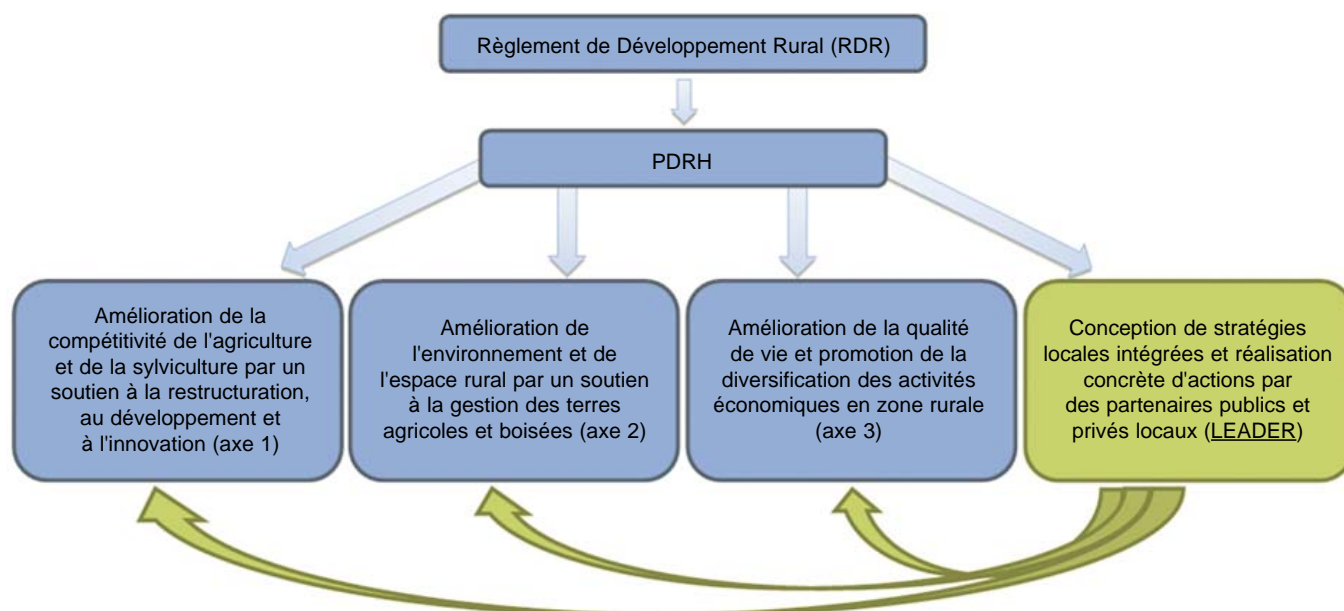 Règlement de Développement Rural (RDR)
PDRH
Amélioration de la
compétitivité de l'agriculture
et de la sylviculture par un
soutien à la restructuration,
au développement et
à l'innovation (axe 1)
Amélioration de
l'environnement et de
l'espace rural par un soutien
à la gestion des terres
agricoles et boisées (axe 2)
Amélioration de la qualité
de vie et promotion de la
diversification des activités
économiques en zone rurale
(axe 3)
Conception de stratégies
locales intégrées et réalisation
concrète d'actions par
des partenaires publics et
privés locaux (LEADER)